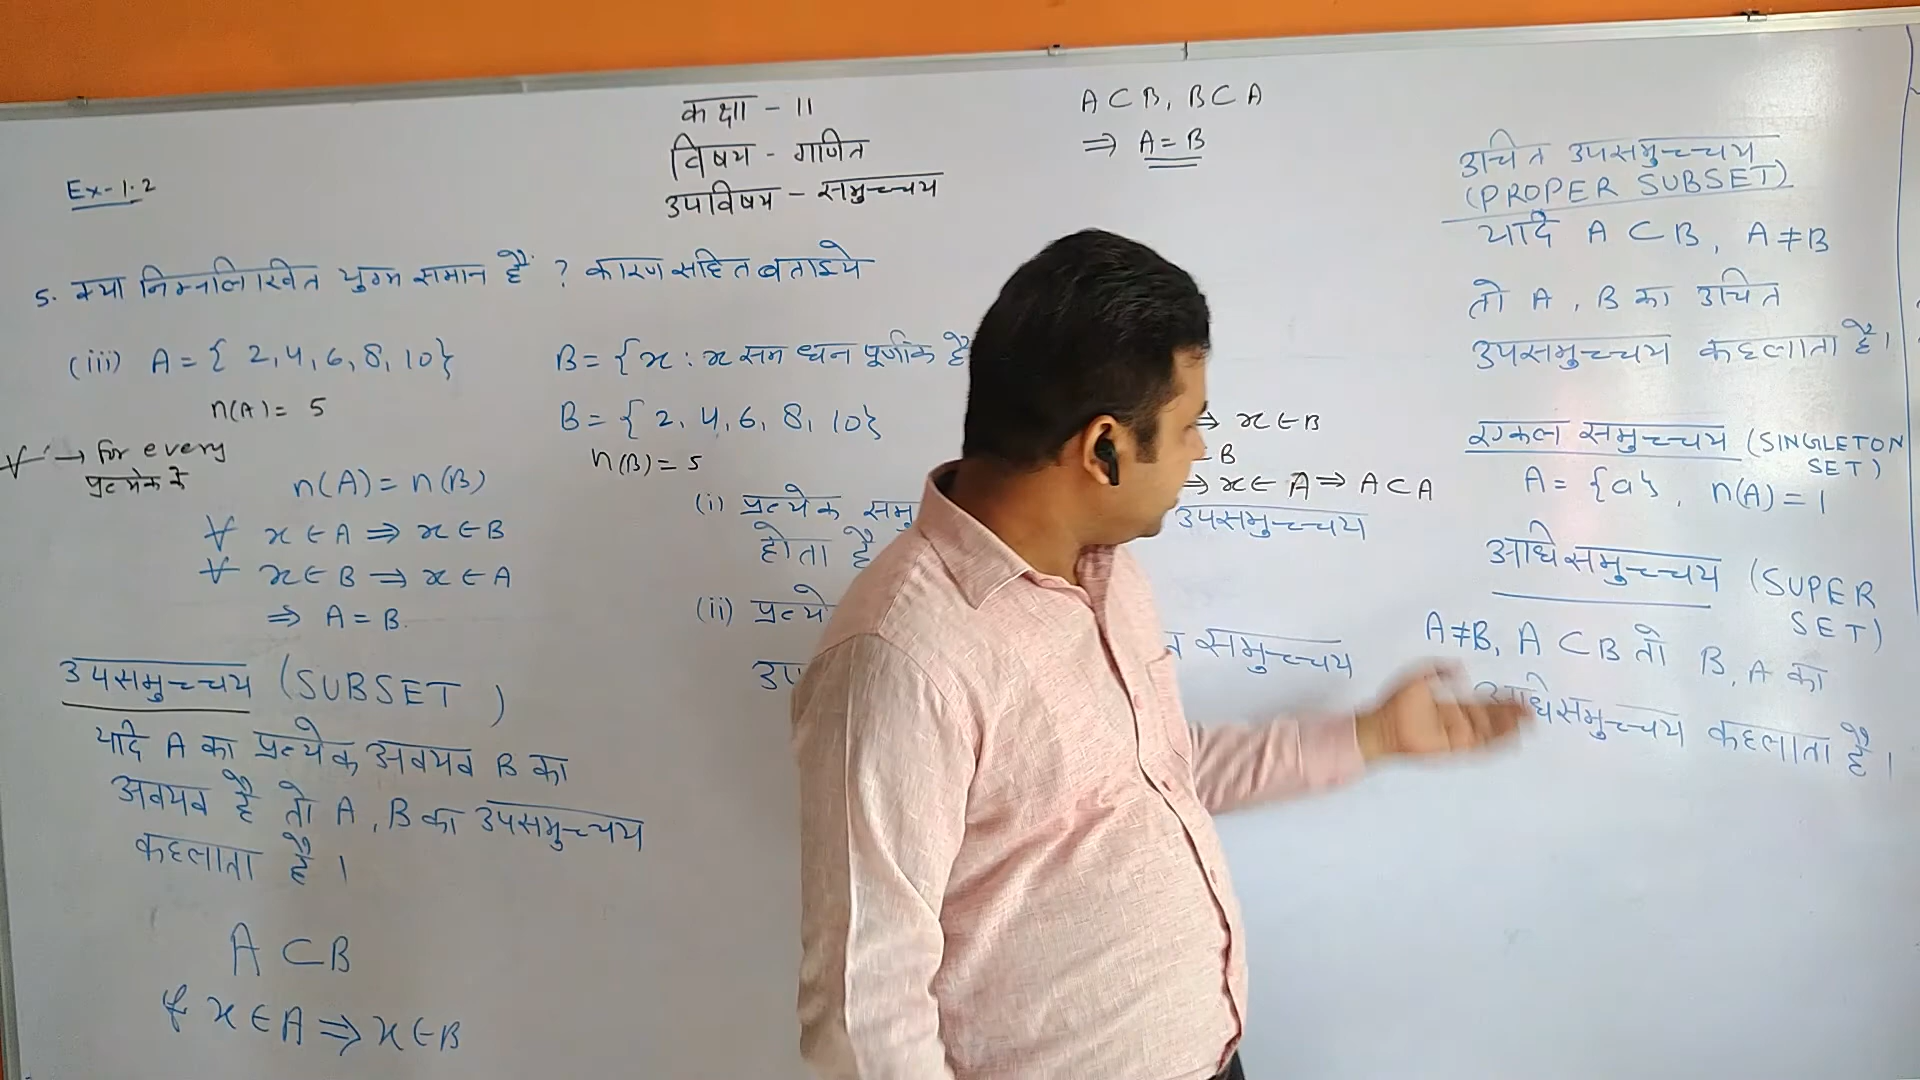 कक्षा - 11
विषय - गणित
उपविषय - समुच्चय
A ⊂ B, B ⊂ A
⇒ A = B
Ex-1.2
5. क्या निम्नलिखित युग्म समान हैं ? कारण सहित बताइये
(iii) A = { 2, 4, 6, 8, 10}
B = {x : x सम धन पूर्णांक है
n(A) = 5
B = { 2, 4, 6, 8, 10}
n(B) = 5
∀ → for every
प्रत्येक के
n(A) = n(B)
∀ x ∈ A ⇒ x ∈ B
∀ x ∈ B ⇒ x ∈ A
⇒ A = B.
उपसमुच्चय (SUBSET )
यदि A का प्रत्येक अवयव B का
अवयव है तो A , B का उपसमुच्चय
कहलाता है ।
A ⊂ B
x ∈ A ⇒ x ∈ B
⇒ x ∈ B
B
⇒ x ∈ A ⇒ A ⊂ A
(i) प्रत्येक उपसमुच्चय
होता है
(ii)
समुच्चय
उचित उपसमुच्चय
(PROPER SUBSET)
यदि A ⊂ B, A ≠ B
तो A , B का उचित
उपसमुच्चय कहलाता है।
एकल समुच्चय (SINGLETON
SET)
A = {a}, n(A) = 1
अधिसमुच्चय (SUPER
SET)
A ≠ B, A ⊂ B तो B, A का
अधिसमुच्चय कहलाता है ।